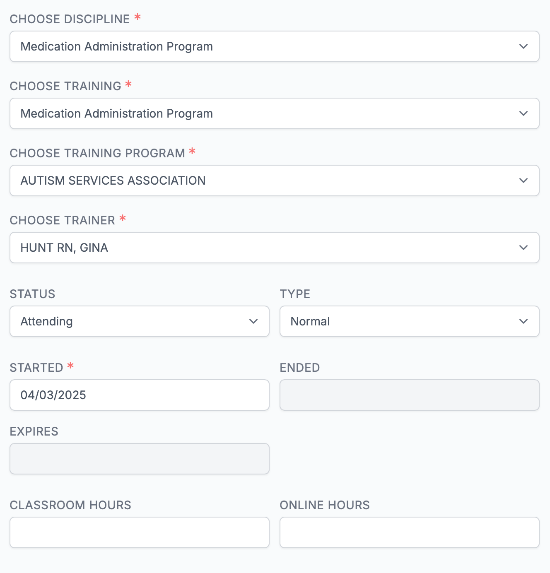 CHOOSE DISCIPLINE *
Medication Administration Program
CHOOSE TRAINING *
Medication Administration Program
CHOOSE TRAINING PROGRAM *
AUTISM SERVICES ASSOCIATION
CHOOSE TRAINER *
HUNT RN, GINA
STATUS
Attending
TYPE
Normal
STARTED *
04/03/2025
ENDED
EXPIRES
CLASSROOM HOURS
ONLINE HOURS